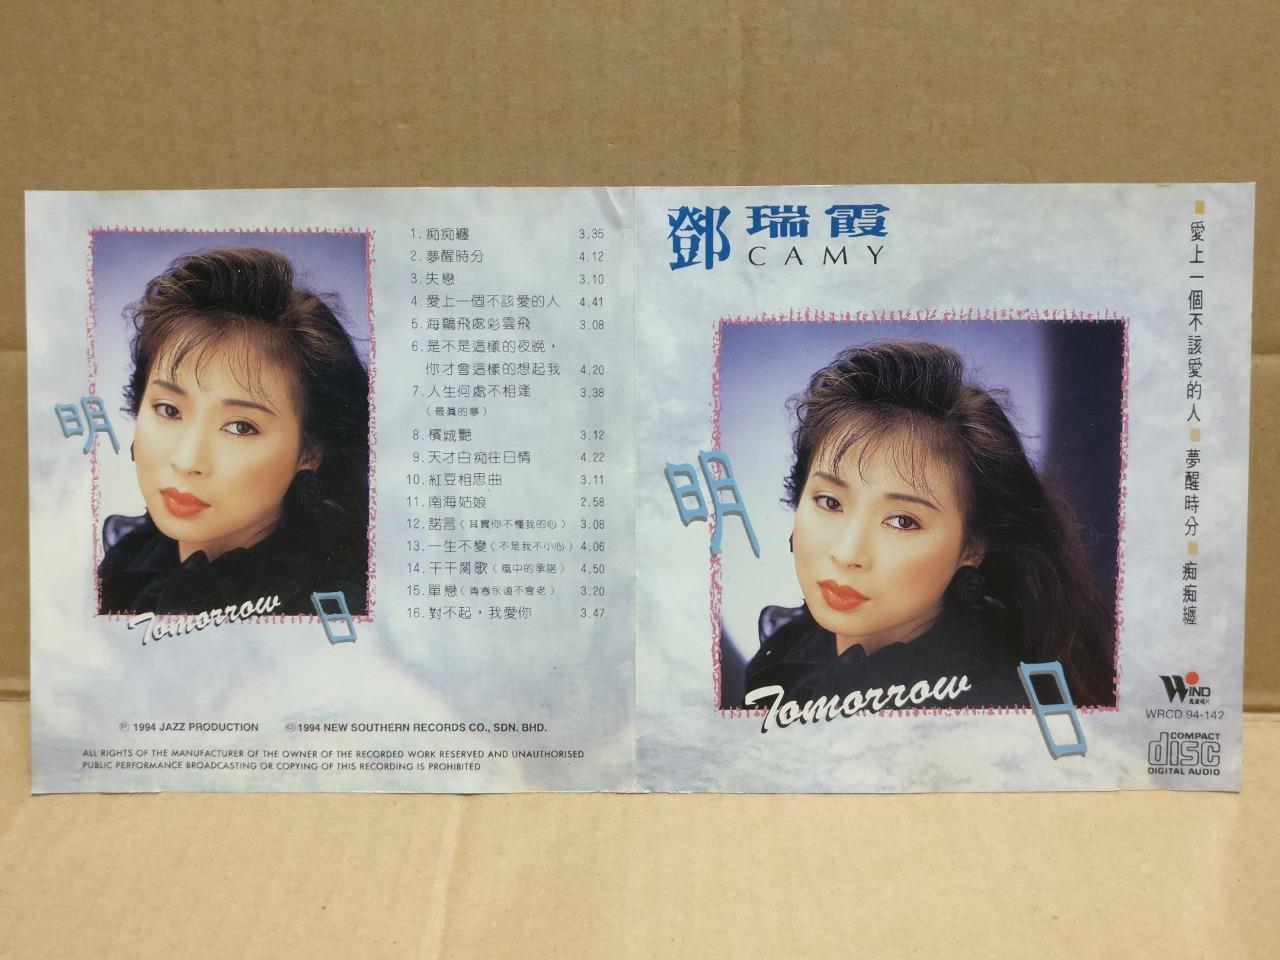 1. 痴痴纏 3.35
2. 夢醒時分 4.12
3. 失戀 3.10
4. 愛上一個不該愛的人 4.41
5. 海鷗飛處彩雲飛 3.08
6. 是不是這樣的夜晚，
你才會這樣的想起我 4.20
7. 人生何處不相逢 3.38
（最真的夢）
8. 檳城艷 3.12
9. 天才白痴往日情 4.22
10. 紅豆相思曲 3.11
11. 南海姑娘 2.58
12. 諾言（其實你不懂我的心） 3.08
13. 一生不變（不是我不小心） 4.06
14. 千千闋歌（風中的承諾） 4.50
15. 單戀（青春永遠不會老） 3.20
16. 對不起，我愛你 3.47
明
Tomorrow
日
℗ 1994 JAZZ PRODUCTION © 1994 NEW SOUTHERN RECORDS CO., SDN. BHD.
ALL RIGHTS OF THE MANUFACTURER OF THE OWNER OF THE RECORDED WORK RESERVED AND UNAUTHORISED
PUBLIC PERFORMANCE BROADCASTING OR COPYING OF THIS RECORDING IS PROHIBITED
鄧瑞霞
CAMY
明
Tomorrow
日
愛上一個不該愛的人 夢醒時分 痴痴纏
WIND
WRCD 94-142
COMPACT
disc
DIGITAL AUDIO